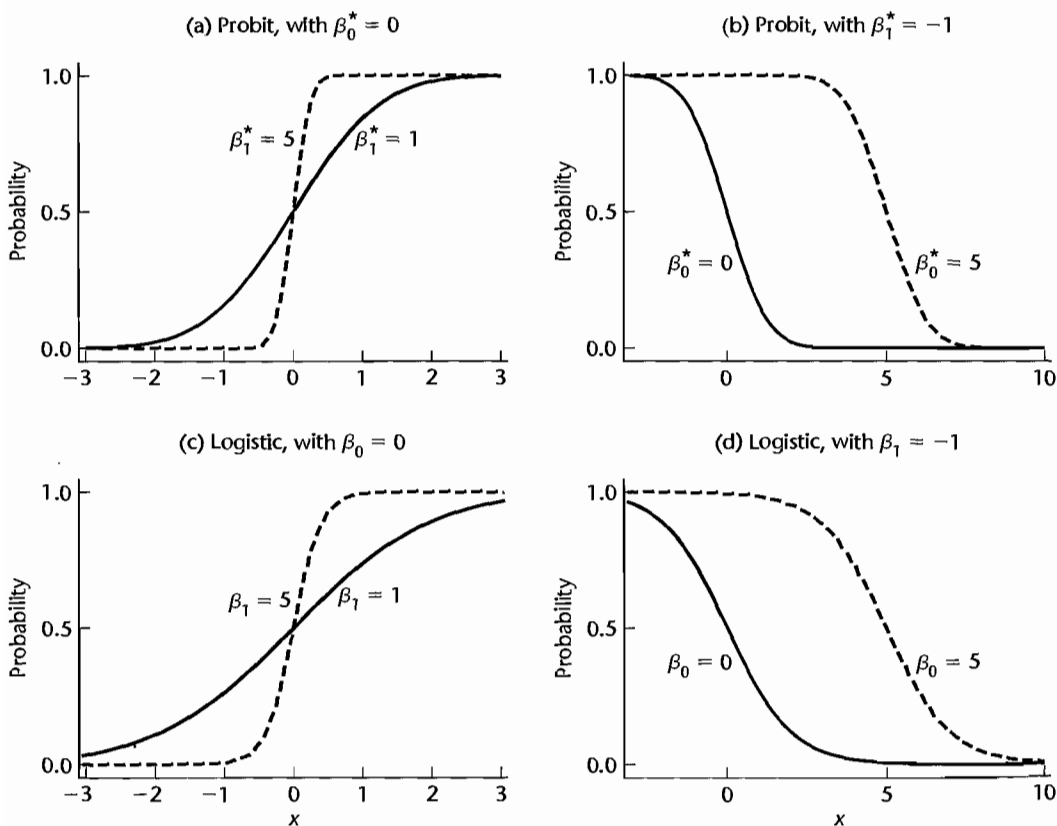 (a) Probit, with β₀* = 0
1.0
0.5
0.0
Probability
β₁* = 5
β₁* = 1
−3 −2 −1 0 1 2 3
(b) Probit, with β₁* = −1
1.0
0.5
0.0
Probability
β₀* = 0
β₀* = 5
0 5 10
(c) Logistic, with β₀ = 0
1.0
0.5
0.0
Probability
β₁ = 5
β₁ = 1
−3 −2 −1 0 1 2 3
x
(d) Logistic, with β₁ = −1
1.0
0.5
0.0
Probability
β₀ = 0
β₀ = 5
0 5 10
x